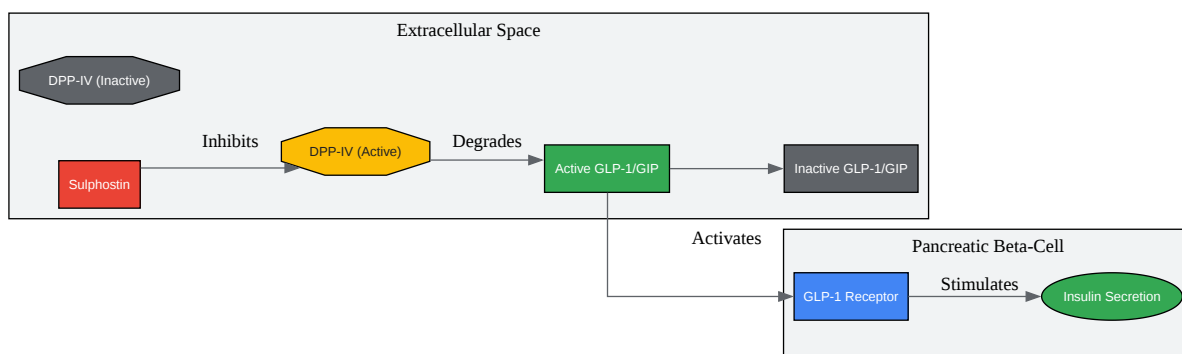 Extracellular Space
DPP-IV (Inactive)
Inhibits
DPP-IV (Active)
Degrades
Sulphostin
Active GLP-1/GIP
Inactive GLP-1/GIP
Activates
Pancreatic Beta-Cell
GLP-1 Receptor
Stimulates
Insulin Secretion